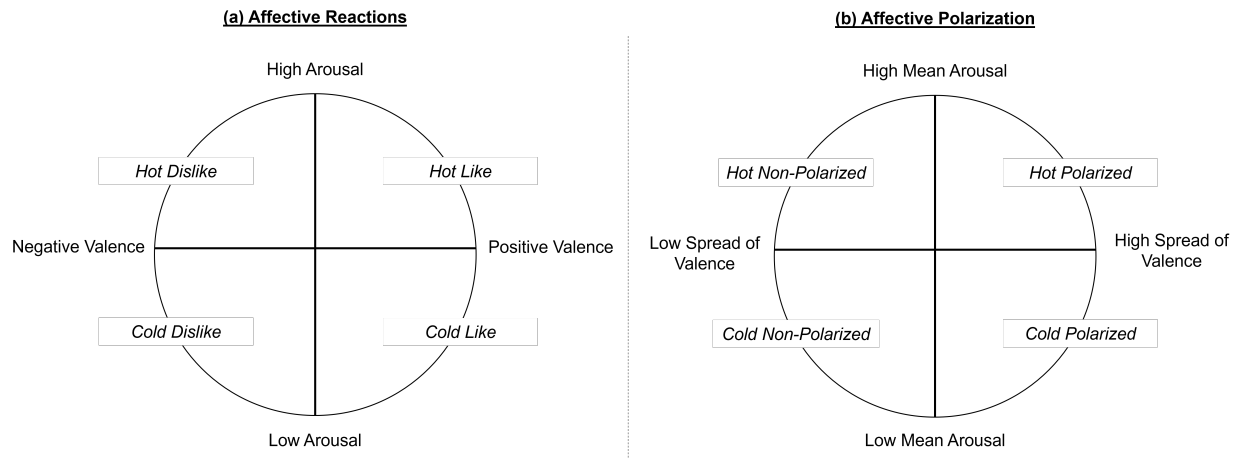 (a) Affective Reactions
High Arousal
Hot Dislike
Hot Like
Negative Valence
Positive Valence
Cold Dislike
Cold Like
Low Arousal
(b) Affective Polarization
High Mean Arousal
Hot Non-Polarized
Hot Polarized
Low Spread of
Valence
High Spread of
Valence
Cold Non-Polarized
Cold Polarized
Low Mean Arousal